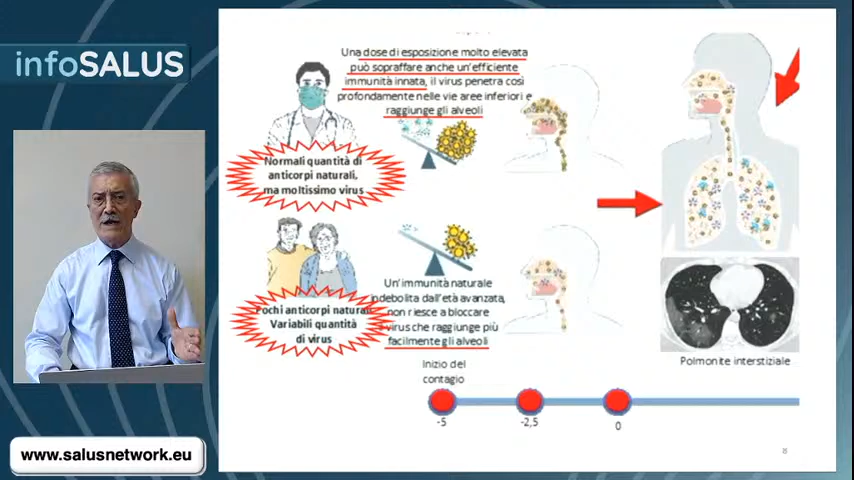 infoSALUS
Una dose di esposizione molto elevata
può sopraffare anche un'efficiente
immunità innata, il virus penetra così
profondamente nelle vie aree inferiori e
raggiunge gli alveoli
Normali quantità di
anticorpi naturali,
ma moltissimo virus
Un'immunità naturale
indebolita dall'età avanzata,
non riesce a bloccare
virus che raggiunge più
facilmente gli alveoli
Pochi anticorpi natural
Variabili quantità
di virus
Polmonite interstiziale
Inizio del
contagio
-5
-2,5
0
8
www.salusnetwork.eu